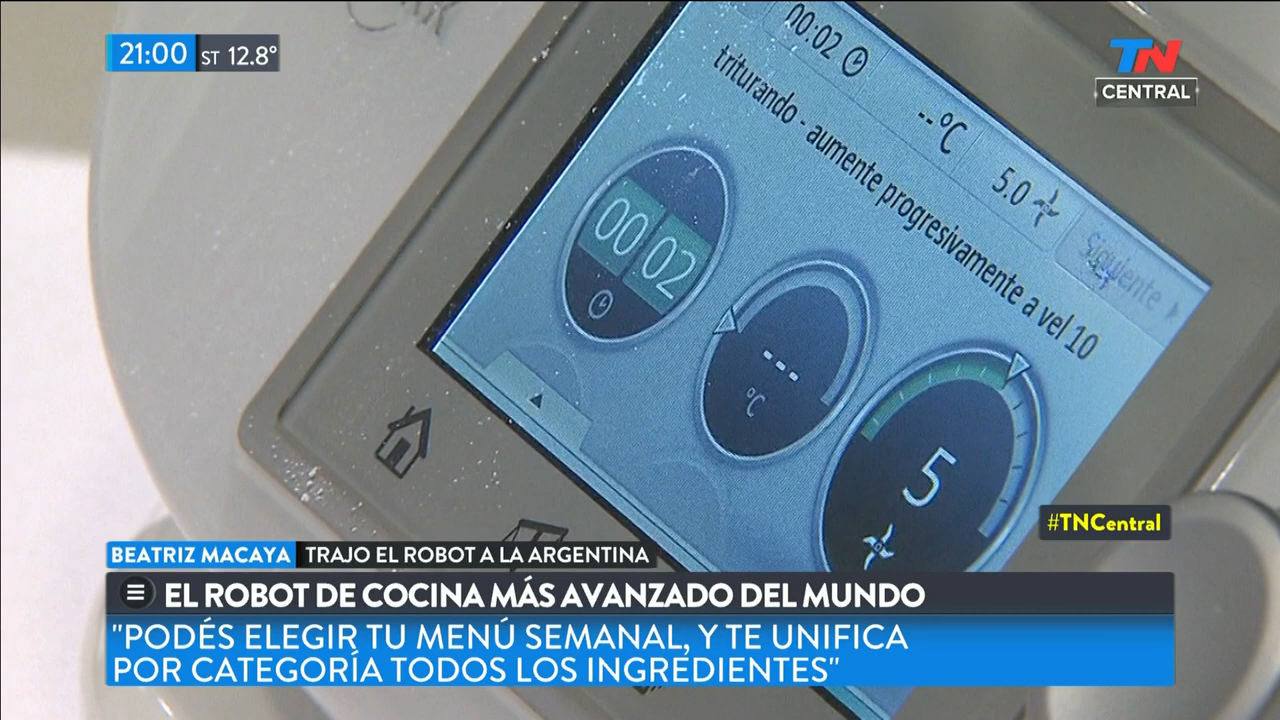 21:00 ST 12.8°
TN
CENTRAL
00:02
--°C
5.0
Siguiente
triturando - aumente progresivamente a vel 10
00 02
---
°C
5
#TNCentral
BEATRIZ MACAYA TRAJO EL ROBOT A LA ARGENTINA
EL ROBOT DE COCINA MÁS AVANZADO DEL MUNDO
"PODÉS ELEGIR TU MENÚ SEMANAL, Y TE UNIFICA
POR CATEGORÍA TODOS LOS INGREDIENTES"